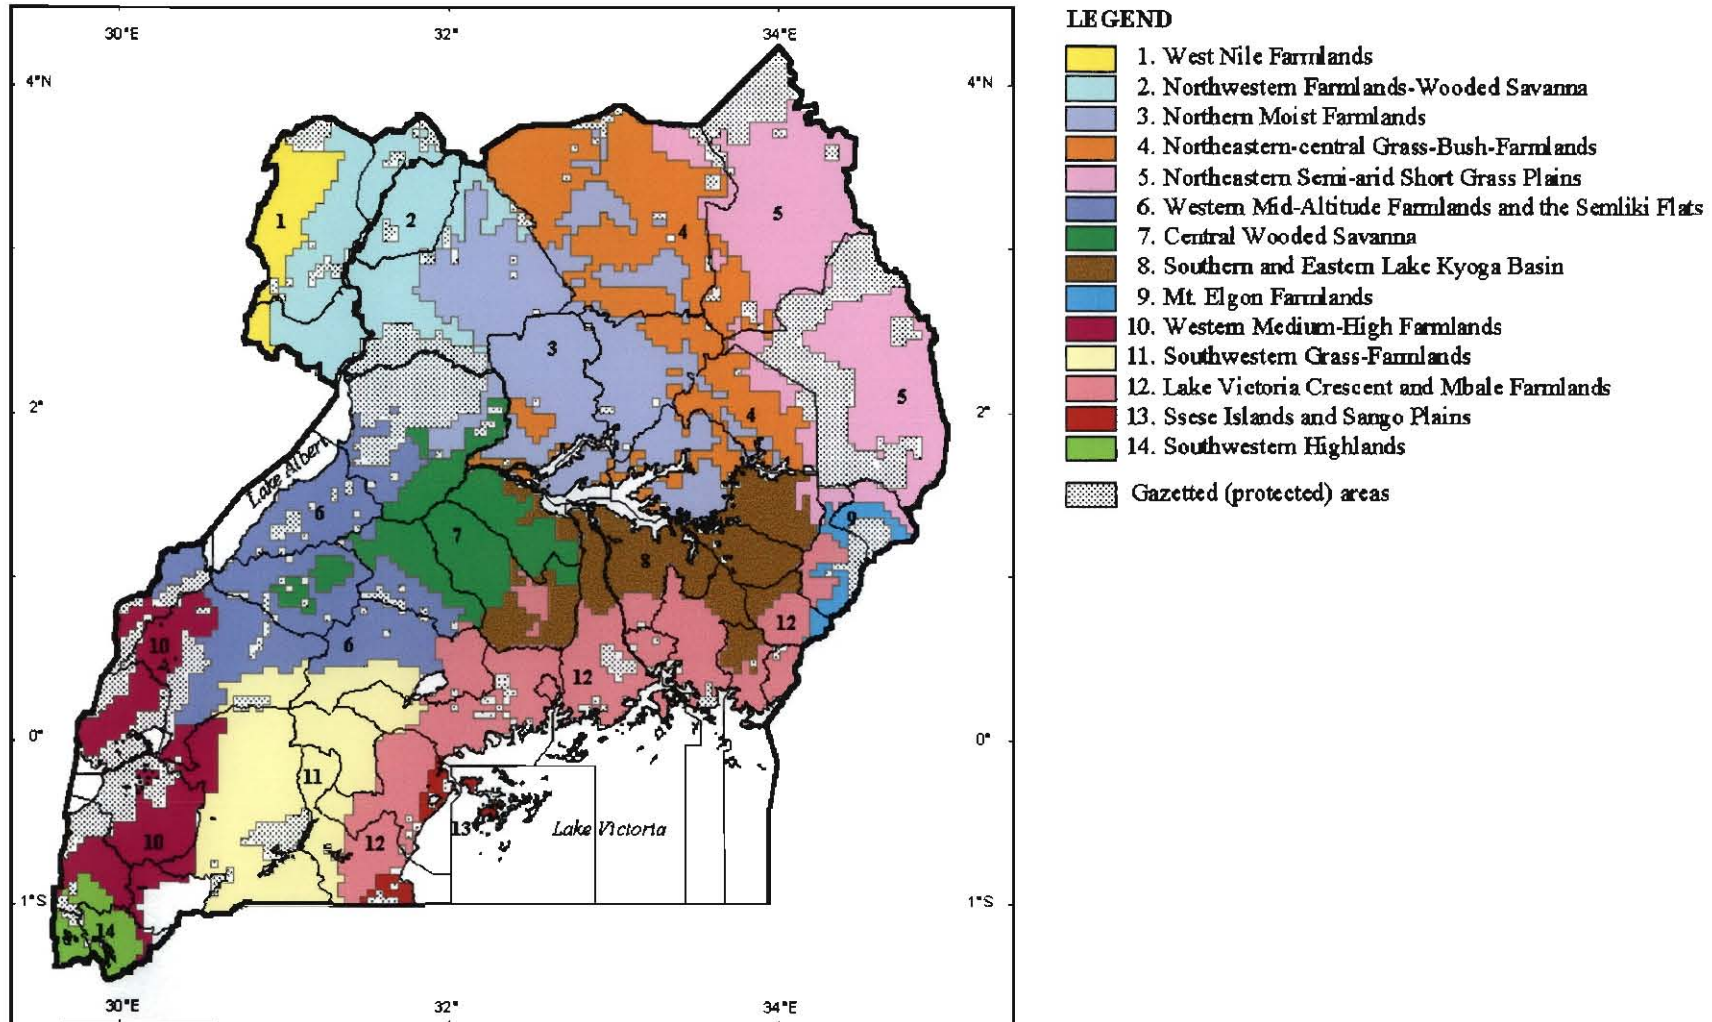 30°E 32° 34°E
4°N 4°N
2° 2°
0° 0°
1°S 1°S
30°E 32° 34°E
1
2
3
4
5
5
4
6
7
8
9
10
6
12
12
11
10
12
13
14
Lake Albert
Lake Victoria
LEGEND
1. West Nile Farmlands
2. Northwestern Farmlands-Wooded Savanna
3. Northern Moist Farmlands
4. Northeastern-central Grass-Bush-Farmlands
5. Northeastern Semi-arid Short Grass Plains
6. Western Mid-Altitude Farmlands and the Semliki Flats
7. Central Wooded Savanna
8. Southern and Eastern Lake Kyoga Basin
9. Mt. Elgon Farmlands
10. Western Medium-High Farmlands
11. Southwestern Grass-Farmlands
12. Lake Victoria Crescent and Mbale Farmlands
13. Ssese Islands and Sango Plains
14. Southwestern Highlands
Gazetted (protected) areas